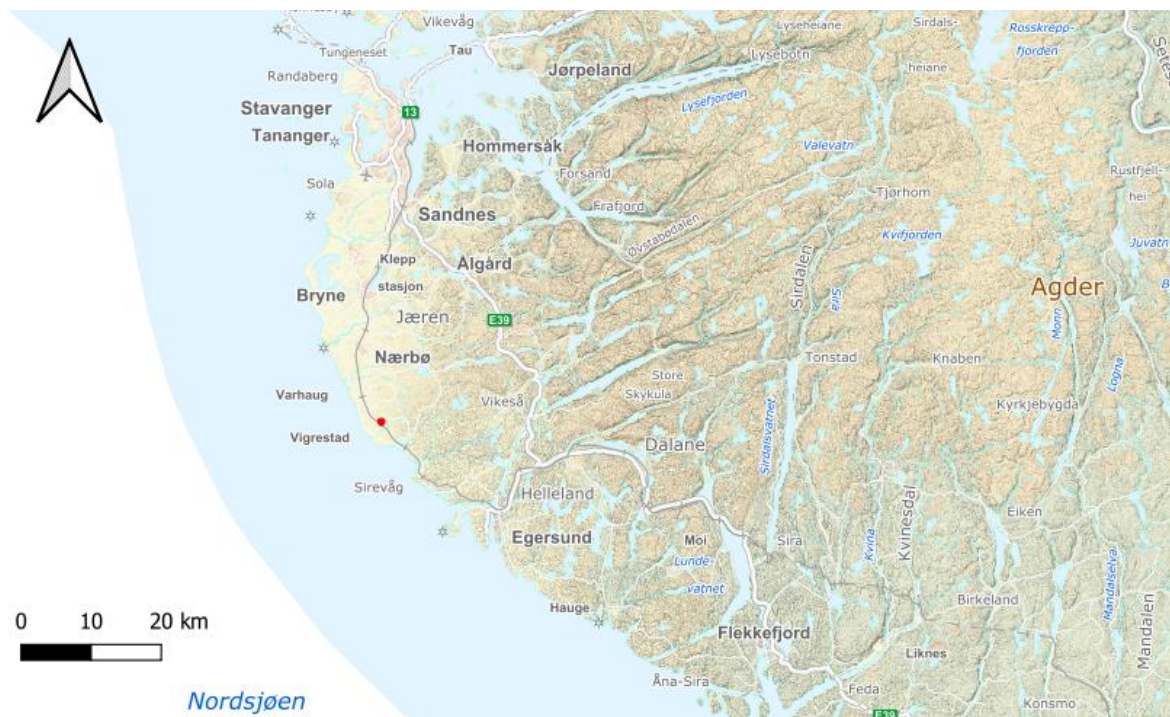 Vikevåg
Lyseheiane
Sirdals-
heiane
Rosskrepp-
fjorden
Tungeneset
Tau
Lysebotn
Randaberg
Jørpeland
Stavanger
13
Lysefjorden
Tananger
Hommersåk
Valevatn
Forsand
Rustfjell-
hei
Sola
Tjørhom
Frafjord
Sandnes
Øvstabødalen
Kvifjorden
Juvatn
Klepp
stasjon
Ålgård
Sirdalen
Sira
Agder
Bryne
Jæren
E39
Monn
Nærbø
Tonstad
Knaben
Logna
Store
Skykula
Varhaug
Vikeså
Kyrkjebygda
Vigrestad
Dalane
Sirdalsvatnet
Sirevåg
Helleland
Kvinesdal
Eiken
Egersund
Moi
Sira
Kvina
Lunde-
vatnet
Mandalselva
Birkeland
Hauge
Mandalen
0 10 20 km
Flekkefjord
Liknes
Åna-Sira
Feda
Konsmo
Nordsjøen
E39